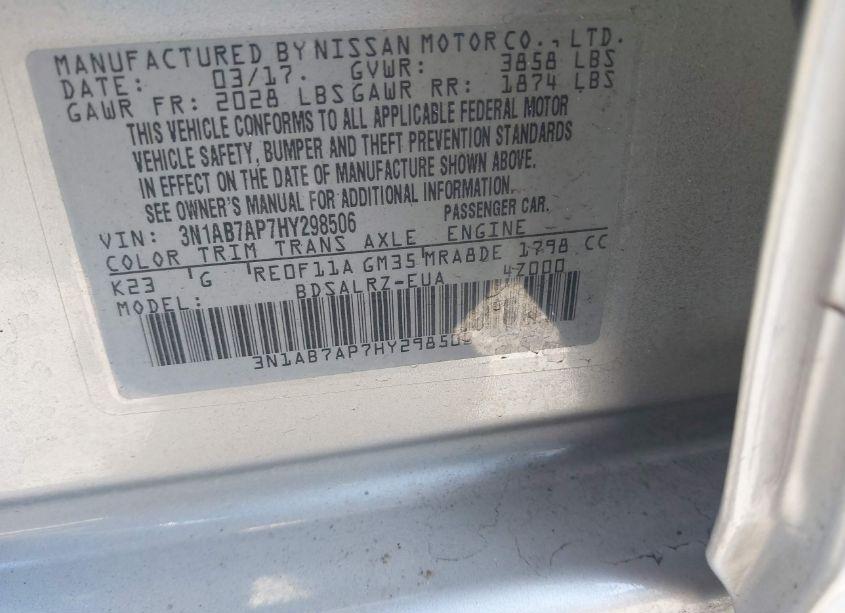 MANUFACTURED BY NISSAN MOTOR CO., LTD.
DATE: 03/17. GVWR: 3858 LBS
GAWR FR: 2028 LBS GAWR RR: 1874 LBS
THIS VEHICLE CONFORMS TO ALL APPLICABLE FEDERAL MOTOR
VEHICLE SAFETY, BUMPER AND THEFT PREVENTION STANDARDS
IN EFFECT ON THE DATE OF MANUFACTURE SHOWN ABOVE.
SEE OWNER'S MANUAL FOR ADDITIONAL INFORMATION.
VIN: 3N1AB7AP7HY298506 PASSENGER CAR.
COLOR TRIM TRANS AXLE ENGINE
K23 G RE0F11A GM35 MRA8DE 1798 CC
MODEL: BDSALRZ-EUA 4Z000
3N1AB7AP7HY298506